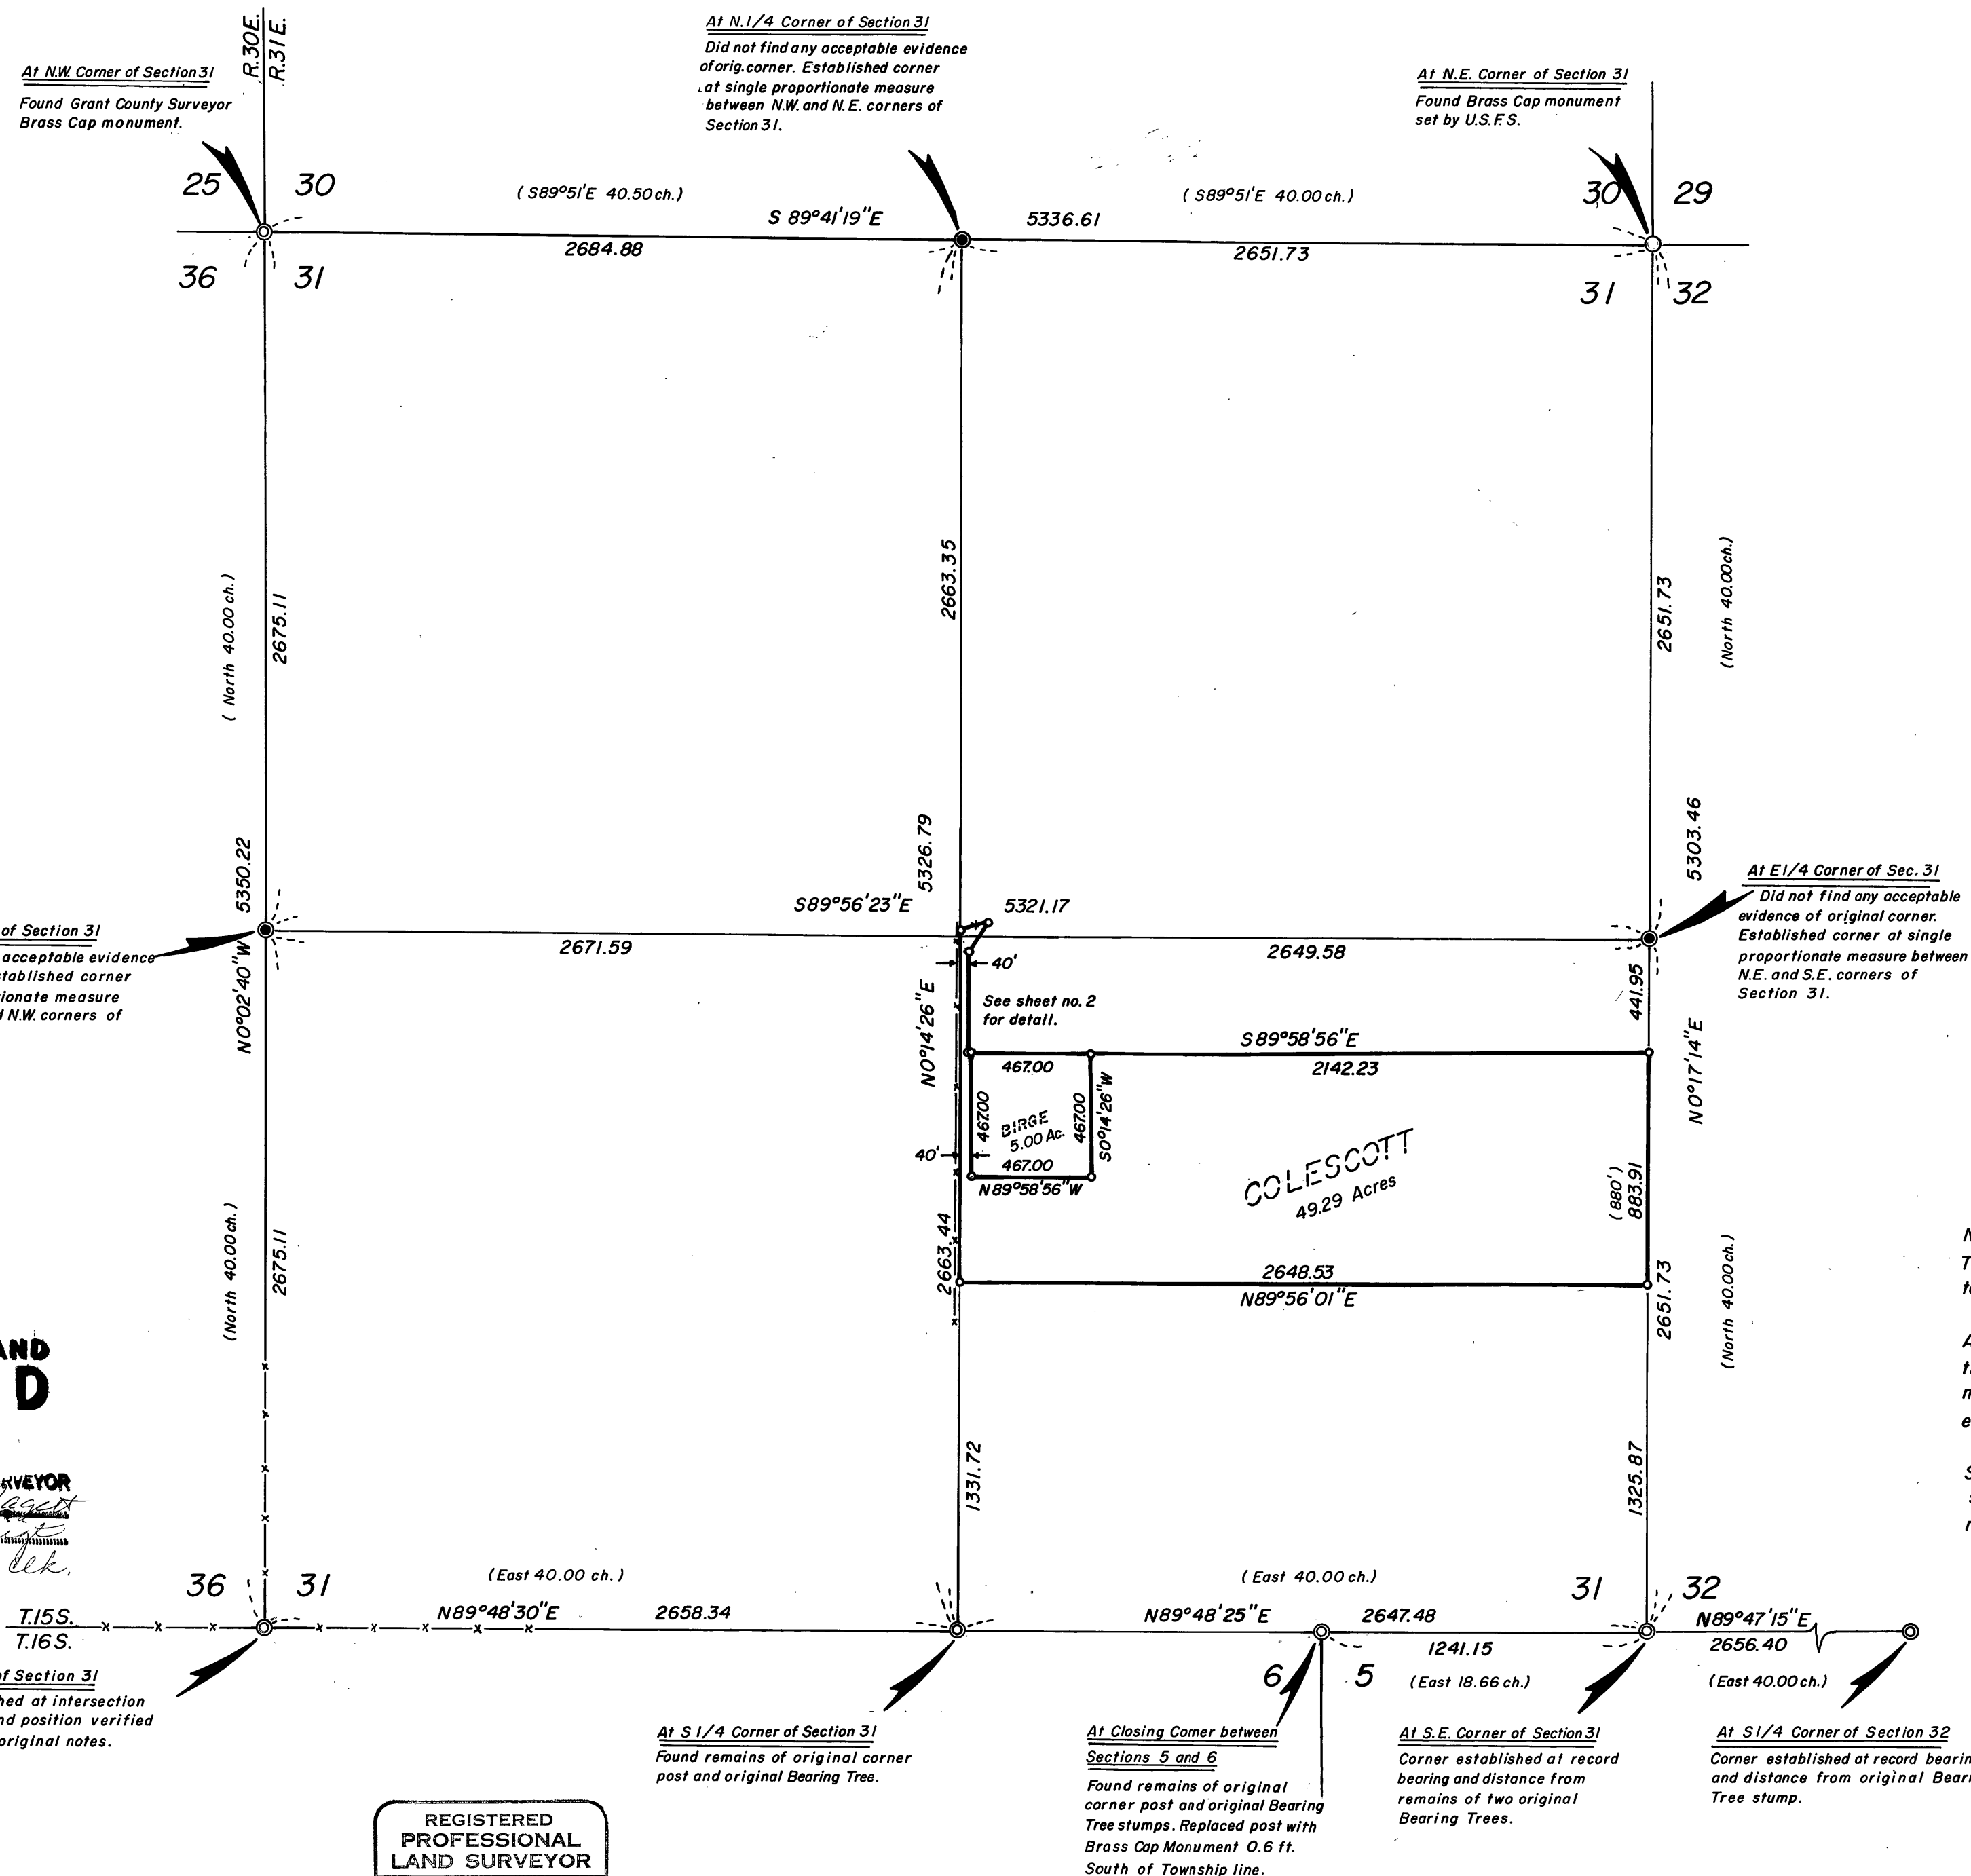 R.30E.
R.31E.
At N.W. Corner of Section 31
Found Grant County Surveyor
Brass Cap monument.
At N.1/4 Corner of Section 31
Did not find any acceptable evidence
of orig. corner. Established corner
at single proportionate measure
between N.W. and N.E. corners of
Section 31.
At N.E. Corner of Section 31
Found Brass Cap monument
set by U.S.F.S.
25 30
(S89°51'E 40.50 ch.)
S 89°41'19"E
5336.61
(S89°51'E 40.00 ch.)
30 29
2684.88
2651.73
36 31
31 32
(North 40.00 ch.)
2675.11
2663.35
2651.73
(North 40.00 ch.)
5350.22
N0°02'40"W
5326.79
S89°56'23"E
5321.17
5303.46
2671.59
2649.58
of Section 31
acceptable evidence
tablished corner
ionate measure
N.W. corners of
At E1/4 Corner of Sec. 31
Did not find any acceptable
evidence of original corner.
Established corner at single
proportionate measure between
N.E. and S.E. corners of
Section 31.
40'
See sheet no. 2
for detail.
N0°14'26"E
441.95
N0°17'14"E
S89°58'56"E
467.00
2142.23
467.00
BIRGE
5.00 Ac.
467.00
S0°14'26"W
40'
467.00
N89°58'56"W
COLESCOTT
49.29 Acres
(880')
883.91
2663.44
2648.53
N89°56'01"E
2651.73
(North 40.00 ch.)
2675.11
(North 40.00 ch.)
AND
D
RVEYOR
1331.72
1325.87
36 31
(East 40.00 ch.)
(East 40.00 ch.)
31 32
T.15S.
T.16S.
N89°48'30"E
2658.34
N89°48'25"E
2647.48
N89°47'15"E
1241.15
2656.40
6 5
(East 18.66 ch.)
(East 40.00 ch.)
of Section 31
hed at intersection
nd position verified
original notes.
At S 1/4 Corner of Section 31
Found remains of original corner
post and original Bearing Tree.
At Closing Corner between
Sections 5 and 6
Found remains of original
corner post and original Bearing
Tree stumps. Replaced post with
Brass Cap Monument 0.6 ft.
South of Township line.
At S.E. Corner of Section 31
Corner established at record
bearing and distance from
remains of two original
Bearing Trees.
At S1/4 Corner of Section 32
Corner established at record bearin
and distance from original Beari
Tree stump.
REGISTERED
PROFESSIONAL
LAND SURVEYOR